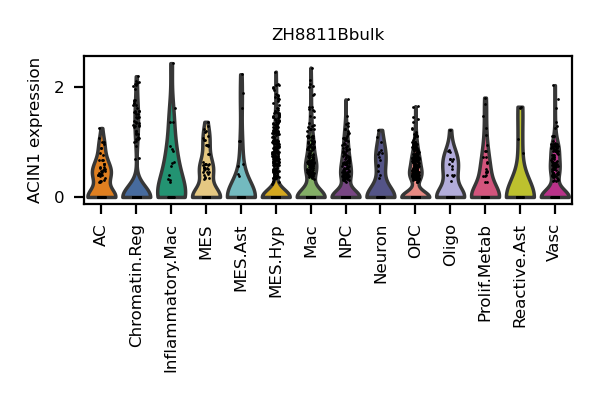 ZH8811Bbulk
ACIN1 expression
2
0
AC
Chromatin.Reg
Inflammatory.Mac
MES
MES.Ast
MES.Hyp
Mac
NPC
Neuron
OPC
Oligo
Prolif.Metab
Reactive.Ast
Vasc